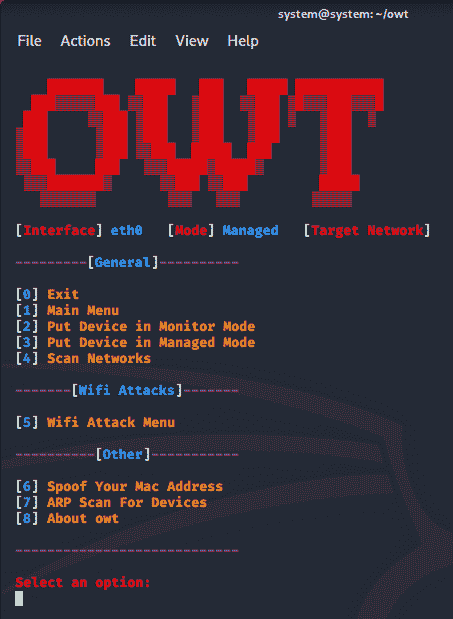 system@system: ~/owt
File Actions Edit View Help
OWT
[Interface] eth0 [Mode] Managed [Target Network]
~~~~~~~~~[General]~~~~~~~~~~
[0] Exit
[1] Main Menu
[2] Put Device in Monitor Mode
[3] Put Device in Managed Mode
[4] Scan Networks
~~~~~~~[Wifi Attacks]~~~~~~~
[5] Wifi Attack Menu
~~~~~~~~~~[Other]~~~~~~~~~~~
[6] Spoof Your Mac Address
[7] ARP Scan For Devices
[8] About owt
~~~~~~~~~~~~~~~~~~~~~~~~~~~~
Select an option: